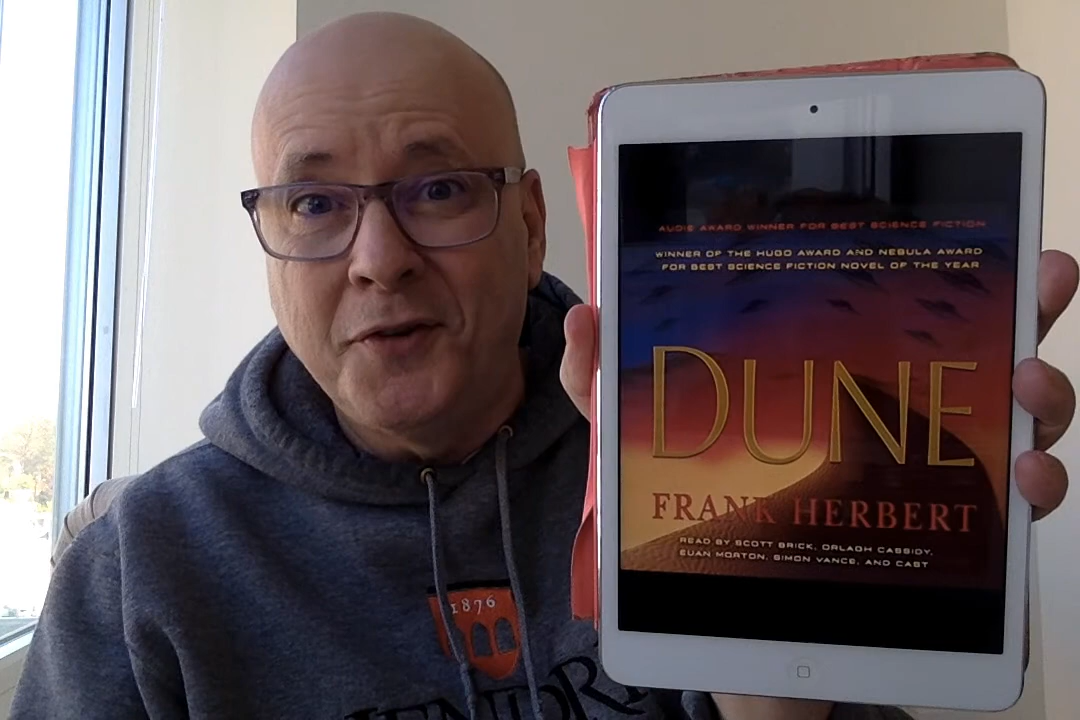 AUDIE AWARD WINNER FOR BEST SCIENCE FICTION
WINNER OF THE HUGO AWARD AND NEBULA AWARD
FOR BEST SCIENCE FICTION NOVEL OF THE YEAR
DUNE
FRANK HERBERT
READ BY SCOTT BRICK, ORLAGH CASSIDY,
EUAN MORTON, SIMON VANCE, AND CAST
1876